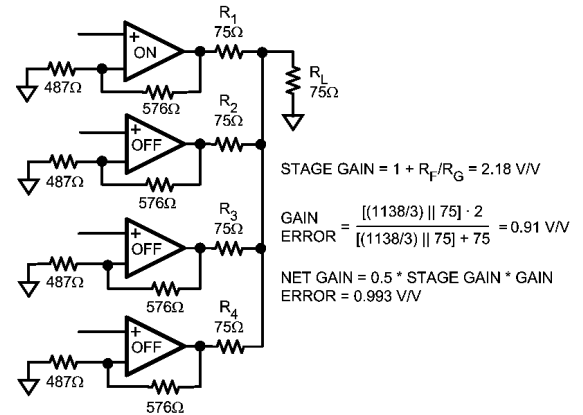 R1
75Ω
+
ON
487Ω
576Ω
RL
75Ω
R2
75Ω
+
OFF
487Ω
576Ω
STAGE GAIN = 1 + RF/RG = 2.18 V/V
R3
75Ω
+
OFF
487Ω
576Ω
GAIN ERROR = [(1138/3) || 75] · 2 / [(1138/3) || 75] + 75 = 0.91 V/V
NET GAIN = 0.5 * STAGE GAIN * GAIN
ERROR = 0.993 V/V
R4
75Ω
+
OFF
487Ω
576Ω